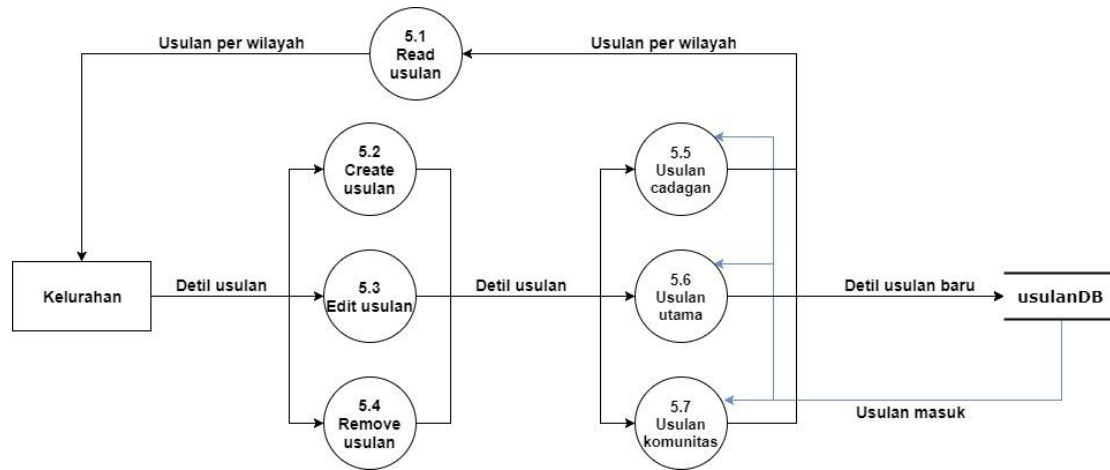 Usulan per wilayah
5.1
Read
usulan
Usulan per wilayah
5.2
Create
usulan
5.5
Usulan
cadagan
Kelurahan
Detil usulan
5.3
Edit usulan
Detil usulan
5.6
Usulan
utama
Detil usulan baru
usulanDB
5.4
Remove
usulan
5.7
Usulan
komunitas
Usulan masuk